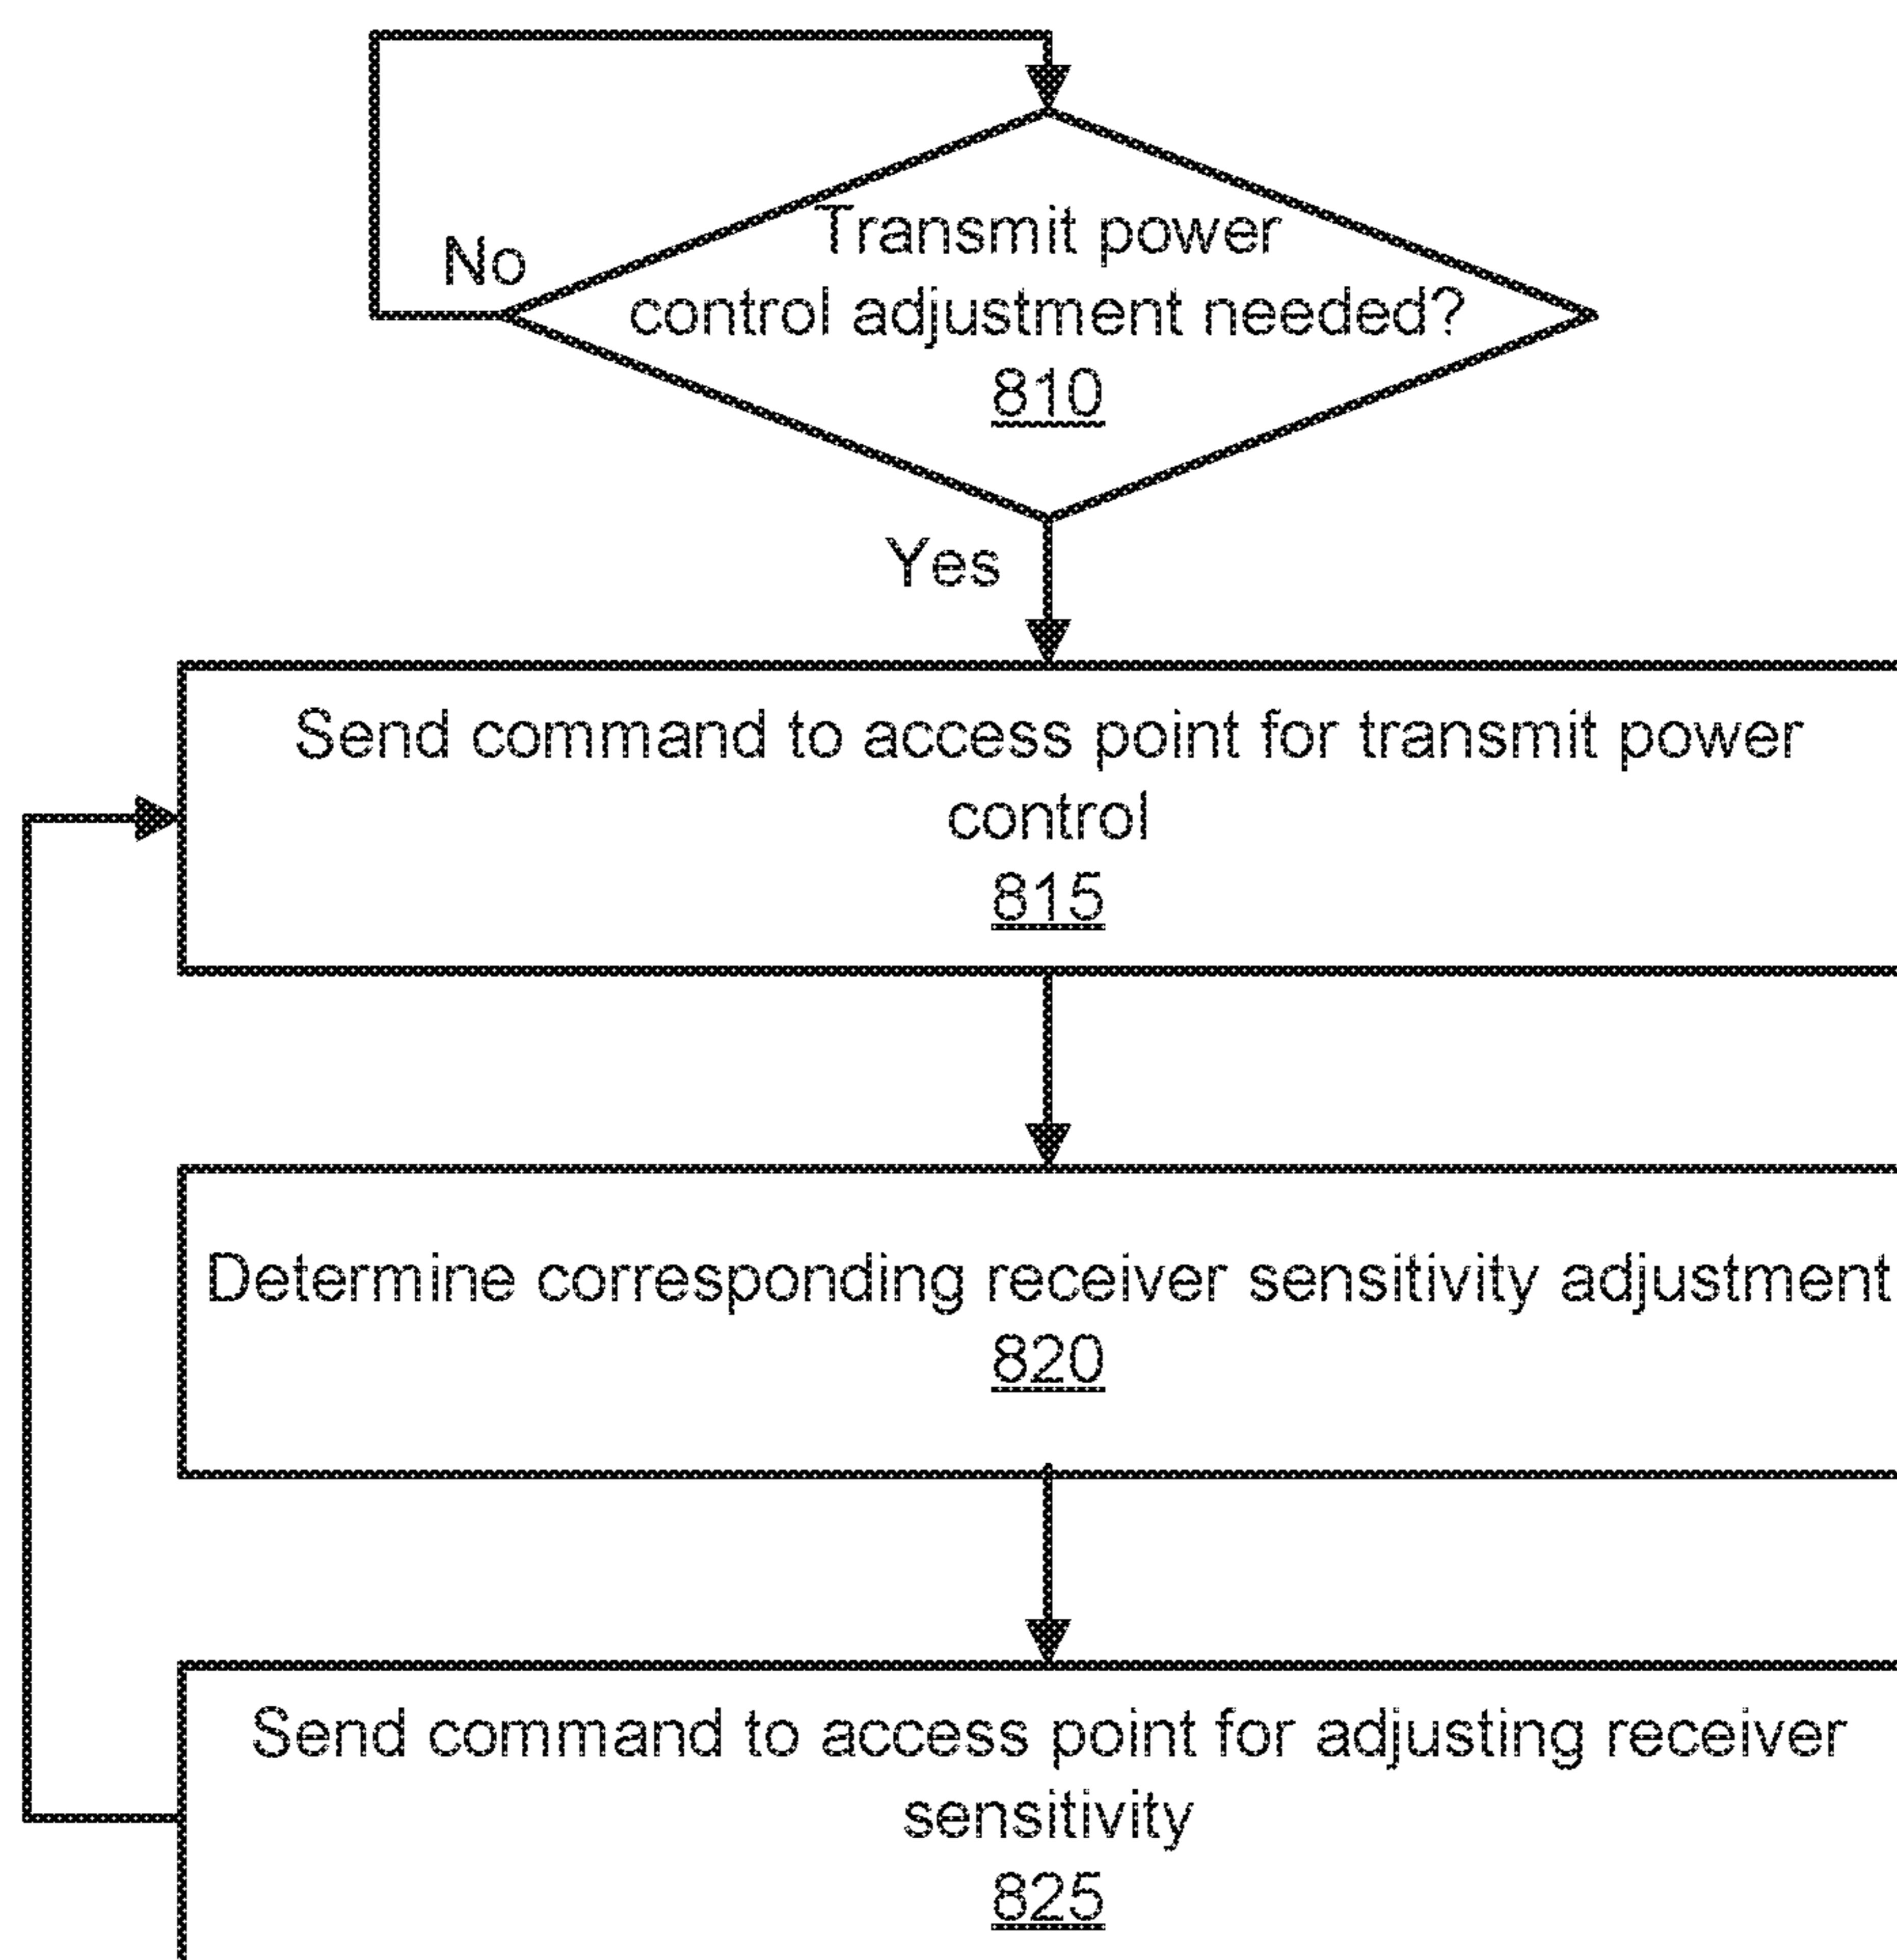 Transmit power
No
control adjustment needed?
810
Yes
Send command to access point for transmit power
control
815
Determine corresponding receiver sensitivity adjustment
820
Send command to access point for adjusting receiver
sensitivity
825